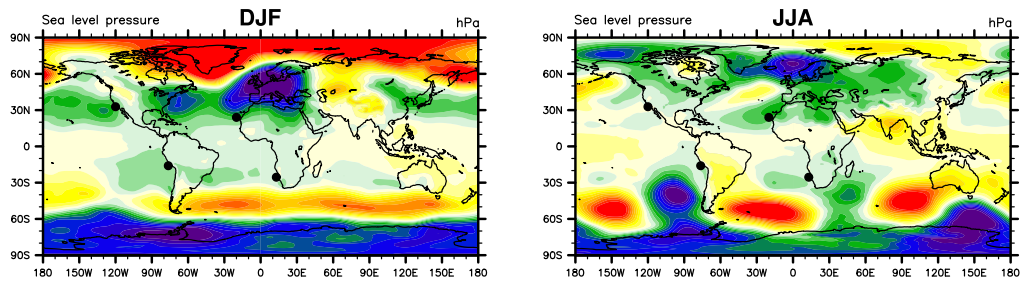 Sea level pressure DJF hPa
90N
60N
30N
0
30S
60S
90S
180 150W 120W 90W 60W 30W 0 30E 60E 90E 120E 150E 180
Sea level pressure JJA hPa
90N
60N
30N
0
30S
60S
90S
180 150W 120W 90W 60W 30W 0 30E 60E 90E 120E 150E 180